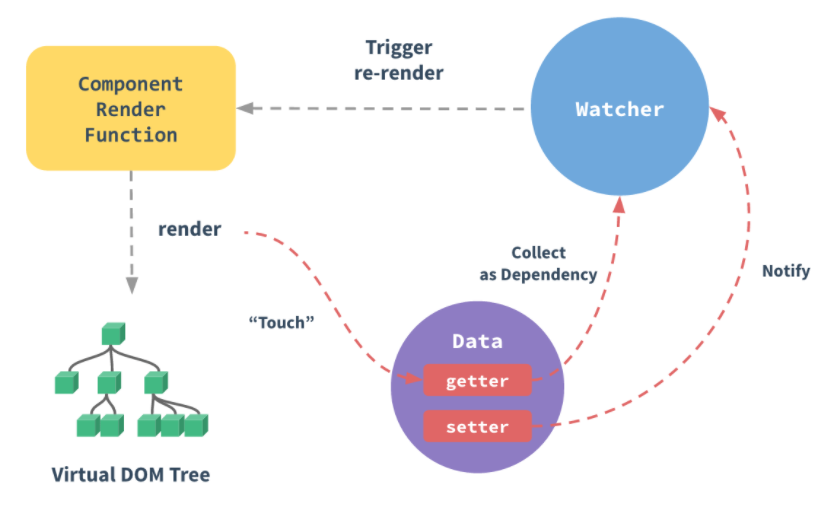 Trigger
re-render
Component
Render
Function
Watcher
render
Collect
as Dependency
Notify
“Touch”
Data
getter
setter
Virtual DOM Tree